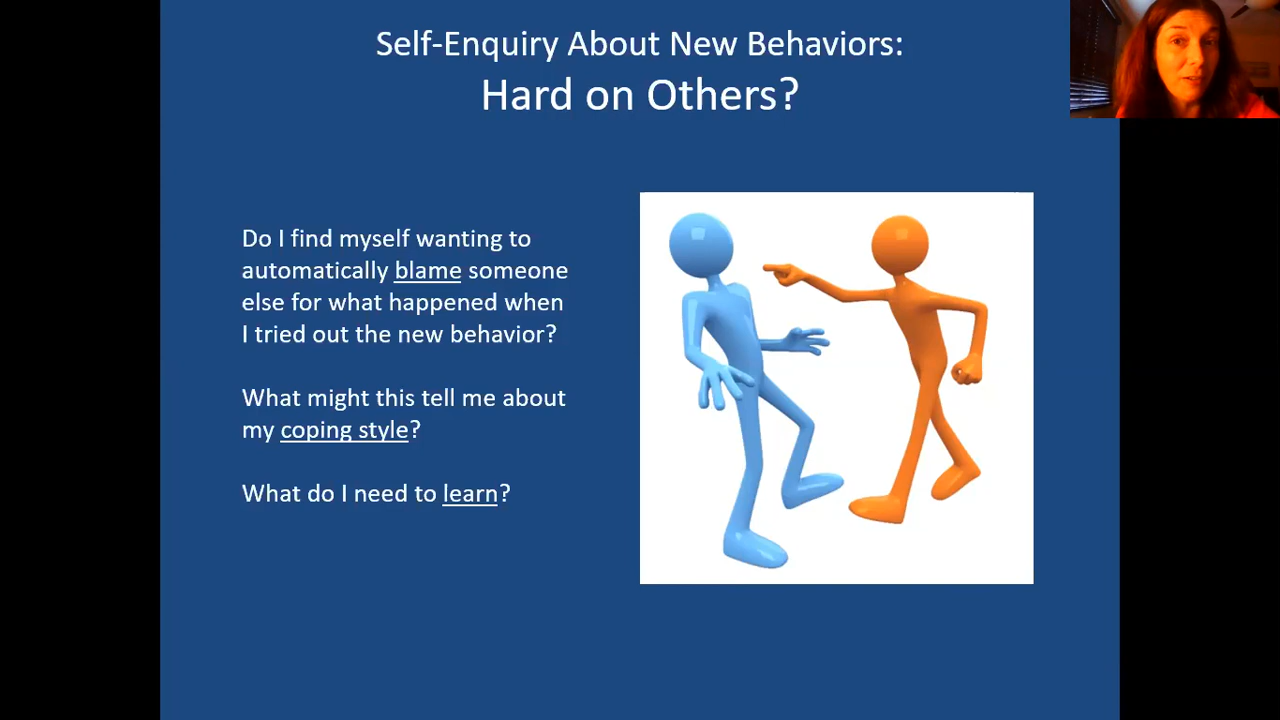 Self-Enquiry About New Behaviors:
Hard on Others?
Do I find myself wanting to
automatically blame someone
else for what happened when
I tried out the new behavior?
What might this tell me about
my coping style?
What do I need to learn?